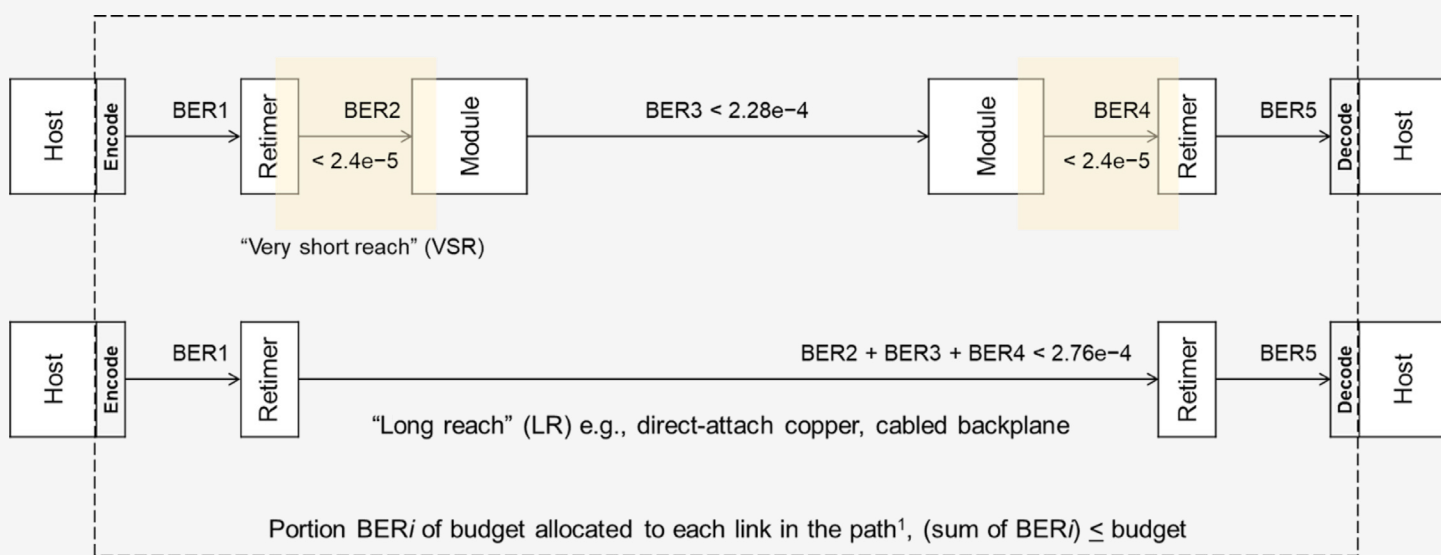 Host
Encode
BER1
Retimer
BER2
< 2.4e−5
Module
BER3 < 2.28e−4
Module
BER4
< 2.4e−5
Retimer
BER5
Decode
Host
“Very short reach” (VSR)
Host
Encode
BER1
Retimer
BER2 + BER3 + BER4 < 2.76e−4
Retimer
BER5
Decode
Host
“Long reach” (LR) e.g., direct-attach copper, cabled backplane
Portion BERi of budget allocated to each link in the path¹, (sum of BERi) ≤ budget